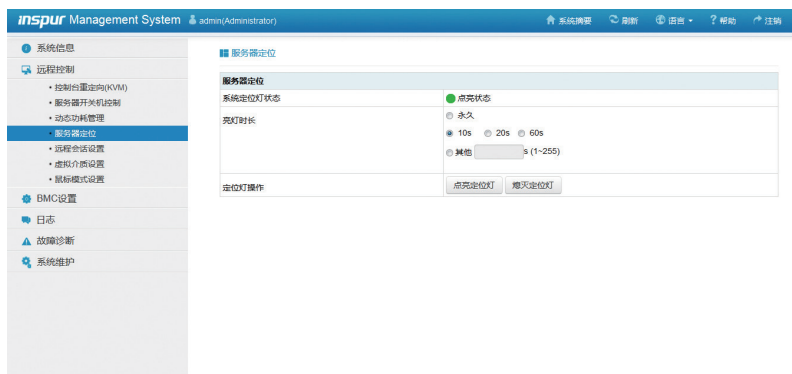 inspur Management System admin(Administrator) 系统摘要 刷新 语言 ? 帮助 注销
系统信息
远程控制
• 控制台重定向(KVM)
• 服务器开关机控制
• 动态功耗管理
• 服务器定位
• 远程会话设置
• 虚拟介质设置
• 鼠标模式设置
BMC设置
日志
故障诊断
系统维护
服务器定位
服务器定位
系统定位灯状态 点亮状态
亮灯时长 永久
10s 20s 60s
其他 s (1~255)
定位灯操作 点亮定位灯 熄灭定位灯